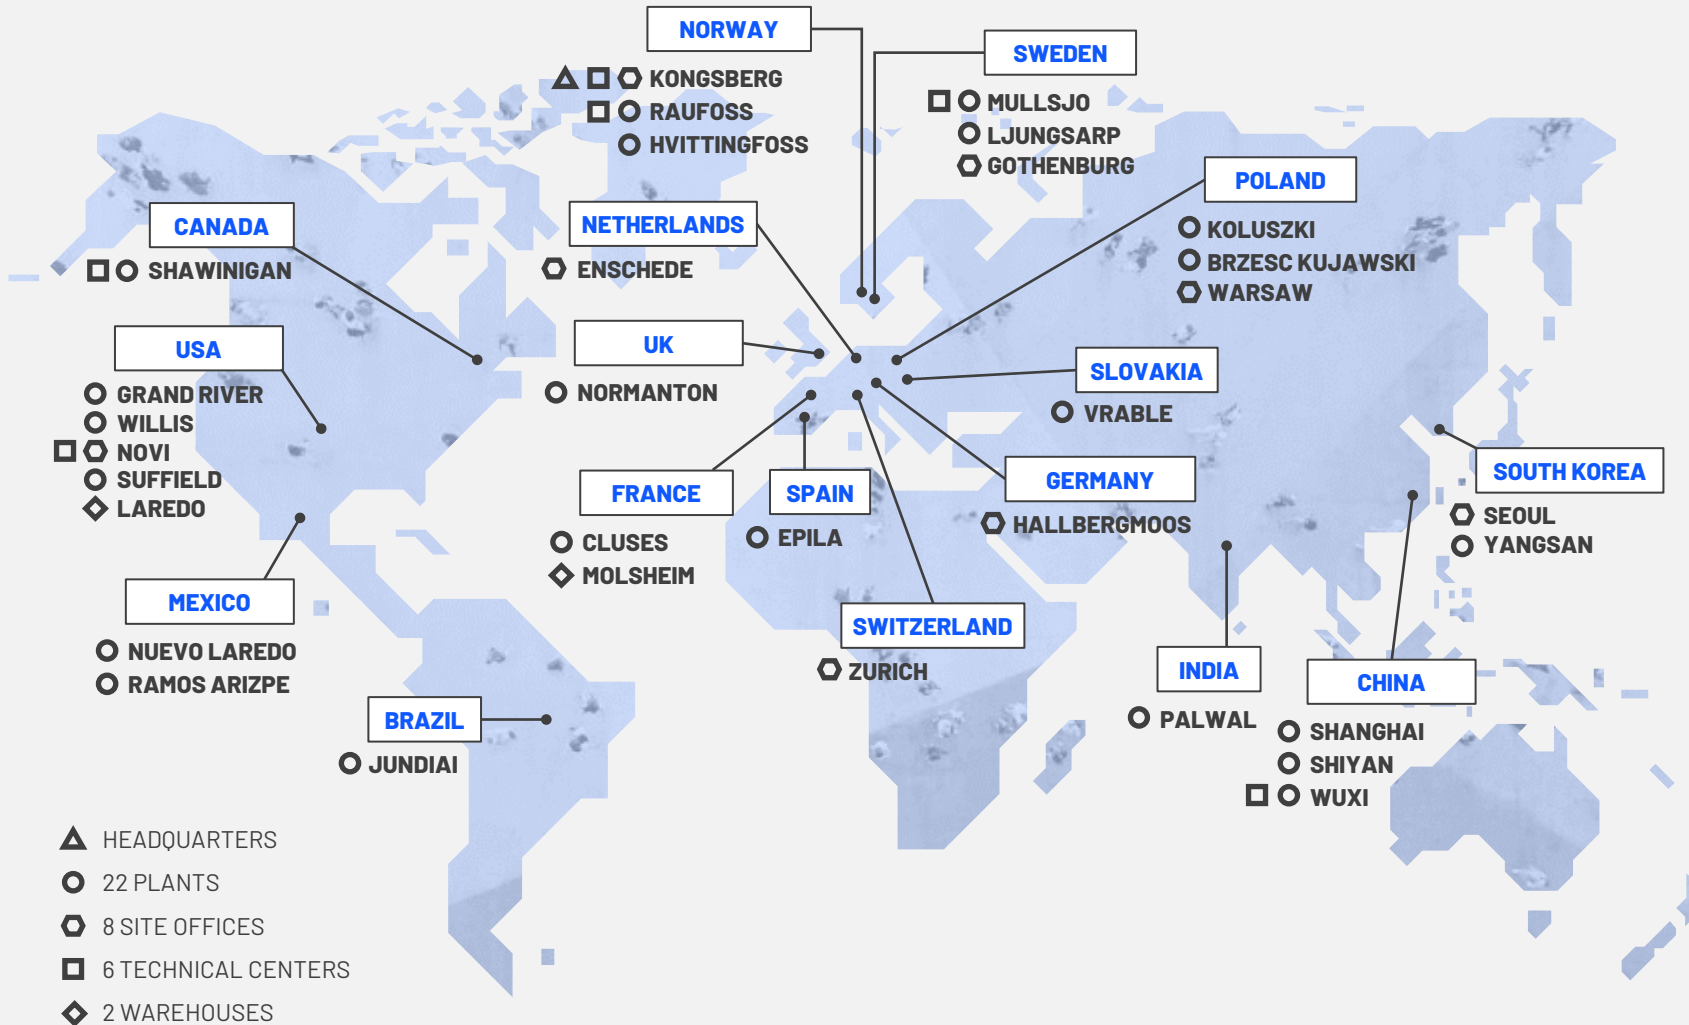 NORWAY
KONGSBERG
RAUFOSS
HVITTINGFOSS
SWEDEN
MULLSJO
LJUNGSARP
GOTHENBURG
POLAND
KOLUSZKI
BRZESC KUJAWSKI
WARSAW
CANADA
SHAWINIGAN
NETHERLANDS
ENSCHEDE
USA
GRAND RIVER
WILLIS
NOVI
SUFFIELD
LAREDO
UK
NORMANTON
SLOVAKIA
VRABLE
FRANCE
CLUSES
MOLSHEIM
SPAIN
EPILA
GERMANY
HALLBERGMOOS
SOUTH KOREA
SEOUL
YANGSAN
MEXICO
NUEVO LAREDO
RAMOS ARIZPE
SWITZERLAND
ZURICH
INDIA
PALWAL
CHINA
SHANGHAI
SHIYAN
WUXI
BRAZIL
JUNDIAI
HEADQUARTERS
22 PLANTS
8 SITE OFFICES
6 TECHNICAL CENTERS
2 WAREHOUSES